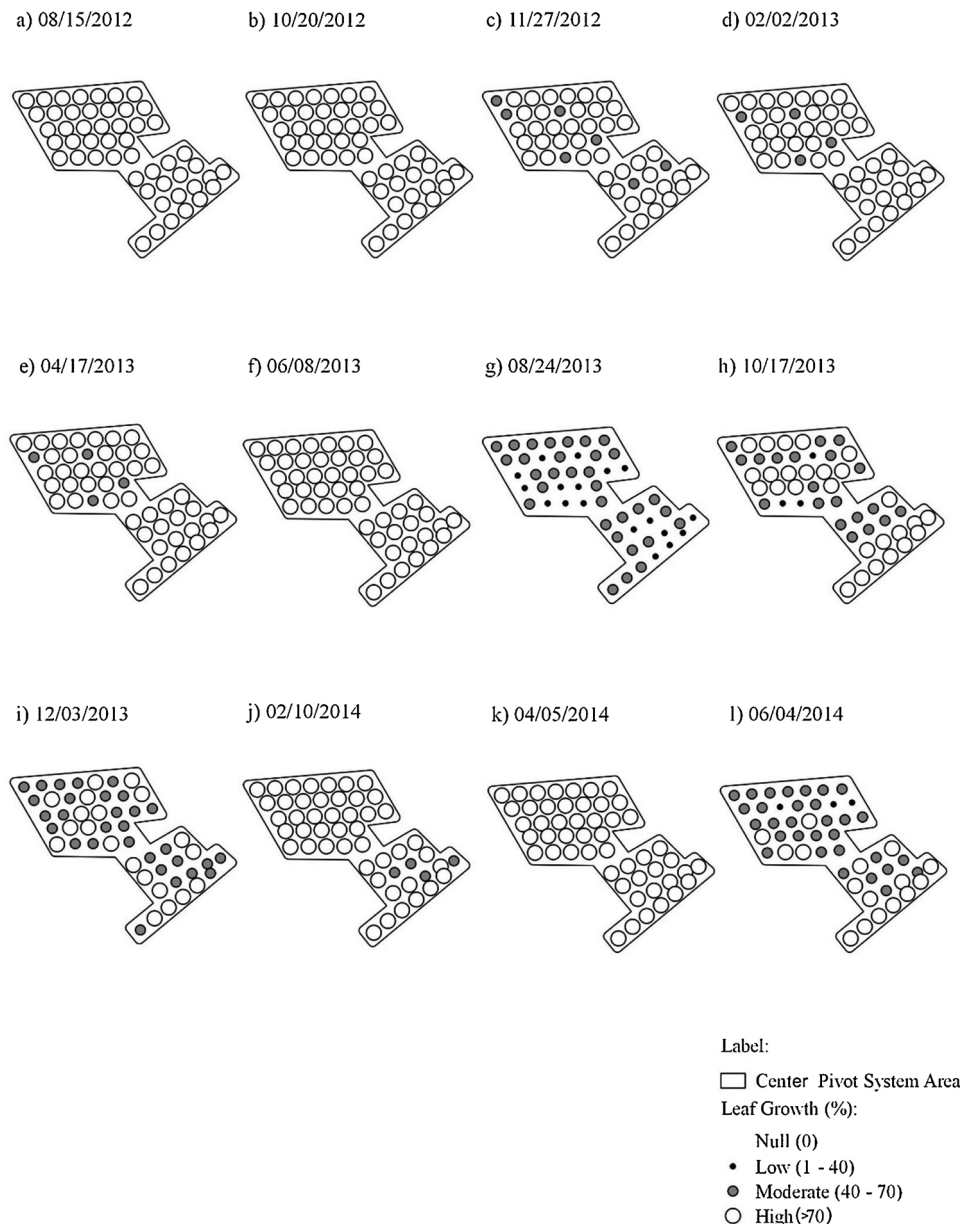 a) 08/15/2012
b) 10/20/2012
c) 11/27/2012
d) 02/02/2013
e) 04/17/2013
f) 06/08/2013
g) 08/24/2013
h) 10/17/2013
i) 12/03/2013
j) 02/10/2014
k) 04/05/2014
l) 06/04/2014
Label:
Center Pivot System Area
Leaf Growth (%):
Null (0)
Low (1 - 40)
Moderate (40 - 70)
High (>70)